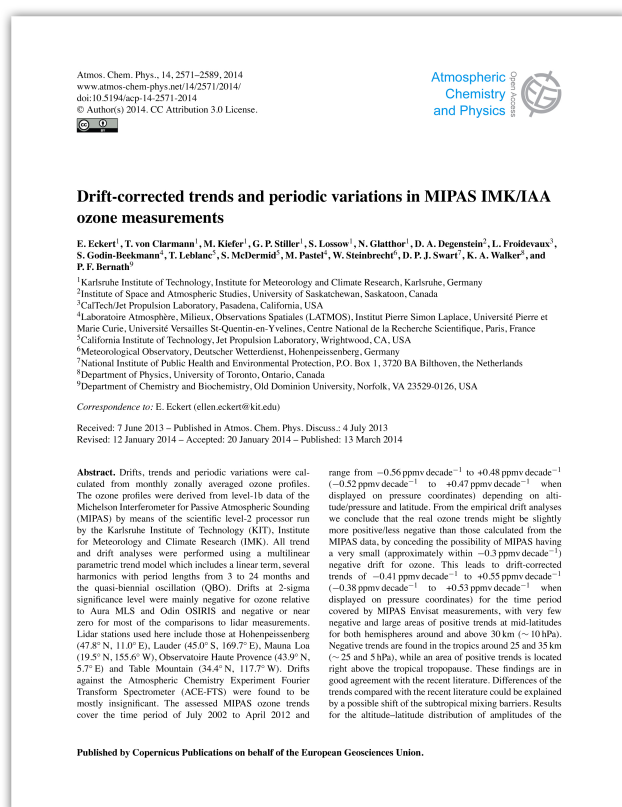 Atmos. Chem. Phys., 14, 2571–2589, 2014
www.atmos-chem-phys.net/14/2571/2014/
doi:10.5194/acp-14-2571-2014
© Author(s) 2014. CC Attribution 3.0 License.
Atmospheric
Chemistry
and Physics
Open Access
Drift-corrected trends and periodic variations in MIPAS IMK/IAA
ozone measurements
E. Eckert1, T. von Clarmann1, M. Kiefer1, G. P. Stiller1, S. Lossow1, N. Glatthor1, D. A. Degenstein2, L. Froidevaux3,
S. Godin-Beekmann4, T. Leblanc5, S. McDermid5, M. Pastel4, W. Steinbrecht6, D. P. J. Swart7, K. A. Walker8, and
P. F. Bernath9
1Karlsruhe Institute of Technology, Institute for Meteorology and Climate Research, Karlsruhe, Germany
2Institute of Space and Atmospheric Studies, University of Saskatchewan, Saskatoon, Canada
3CalTech/Jet Propulsion Laboratory, Pasadena, California, USA
4Laboratoire Atmosphère, Milieux, Observations Spatiales (LATMOS), Institut Pierre Simon Laplace, Université Pierre et
Marie Curie, Université Versailles St-Quentin-en-Yvelines, Centre National de la Recherche Scientifique, Paris, France
5California Institute of Technology, Jet Propulsion Laboratory, Wrightwood, CA, USA
6Meteorological Observatory, Deutscher Wetterdienst, Hohenpeissenberg, Germany
7National Institute of Public Health and Environmental Protection, P.O. Box 1, 3720 BA Bilthoven, the Netherlands
8Department of Physics, University of Toronto, Ontario, Canada
9Department of Chemistry and Biochemistry, Old Dominion University, Norfolk, VA 23529-0126, USA
Correspondence to: E. Eckert (ellen.eckert@kit.edu)
Received: 7 June 2013 – Published in Atmos. Chem. Phys. Discuss.: 4 July 2013
Revised: 12 January 2014 – Accepted: 20 January 2014 – Published: 13 March 2014
Abstract. Drifts, trends and periodic variations were cal-
culated from monthly zonally averaged ozone profiles.
The ozone profiles were derived from level-1b data of the
Michelson Interferometer for Passive Atmospheric Sounding
(MIPAS) by means of the scientific level-2 processor run
by the Karlsruhe Institute of Technology (KIT), Institute
for Meteorology and Climate Research (IMK). All trend
and drift analyses were performed using a multilinear
parametric trend model which includes a linear term, several
harmonics with period lengths from 3 to 24 months and
the quasi-biennial oscillation (QBO). Drifts at 2-sigma
significance level were mainly negative for ozone relative
to Aura MLS and Odin OSIRIS and negative or near
zero for most of the comparisons to lidar measurements.
Lidar stations used here include those at Hohenpeissenberg
(47.8° N, 11.0° E), Lauder (45.0° S, 169.7° E), Mauna Loa
(19.5° N, 155.6° W), Observatoire Haute Provence (43.9° N,
5.7° E) and Table Mountain (34.4° N, 117.7° W). Drifts
against the Atmospheric Chemistry Experiment Fourier
Transform Spectrometer (ACE-FTS) were found to be
mostly insignificant. The assessed MIPAS ozone trends
cover the time period of July 2002 to April 2012 and
range from −0.56 ppmv decade−1 to +0.48 ppmv decade−1
(−0.52 ppmv decade−1 to +0.47 ppmv decade−1 when
displayed on pressure coordinates) depending on alti-
tude/pressure and latitude. From the empirical drift analyses
we conclude that the real ozone trends might be slightly
more positive/less negative than those calculated from the
MIPAS data, by conceding the possibility of MIPAS having
a very small (approximately within −0.3 ppmv decade−1)
negative drift for ozone. This leads to drift-corrected
trends of −0.41 ppmv decade−1 to +0.55 ppmv decade−1
(−0.38 ppmv decade−1 to +0.53 ppmv decade−1 when
displayed on pressure coordinates) for the time period
covered by MIPAS Envisat measurements, with very few
negative and large areas of positive trends at mid-latitudes
for both hemispheres around and above 30 km (∼ 10 hPa).
Negative trends are found in the tropics around 25 and 35 km
(∼ 25 and 5 hPa), while an area of positive trends is located
right above the tropical tropopause. These findings are in
good agreement with the recent literature. Differences of the
trends compared with the recent literature could be explained
by a possible shift of the subtropical mixing barriers. Results
for the altitude–latitude distribution of amplitudes of the
Published by Copernicus Publications on behalf of the European Geosciences Union.